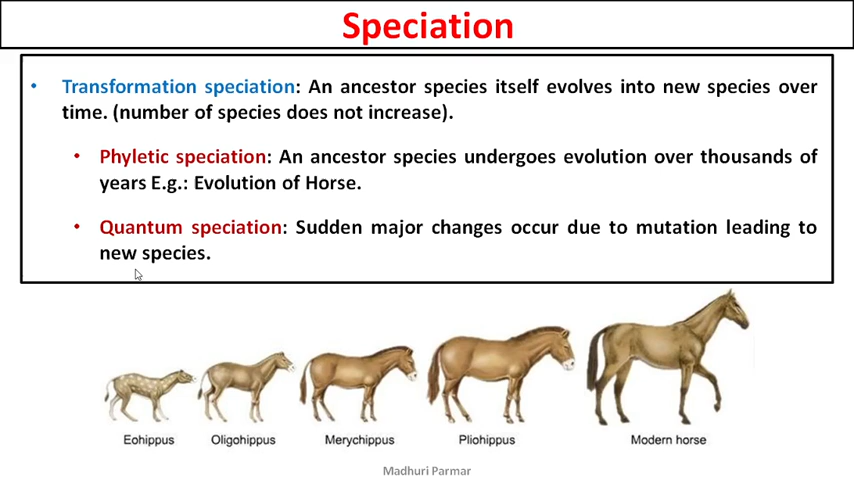 Speciation
• Transformation speciation: An ancestor species itself evolves into new species over
time. (number of species does not increase).
• Phyletic speciation: An ancestor species undergoes evolution over thousands of
years E.g.: Evolution of Horse.
• Quantum speciation: Sudden major changes occur due to mutation leading to
new species.
Eohippus Oligohippus Merychippus Pliohippus Modern horse
Madhuri Parmar